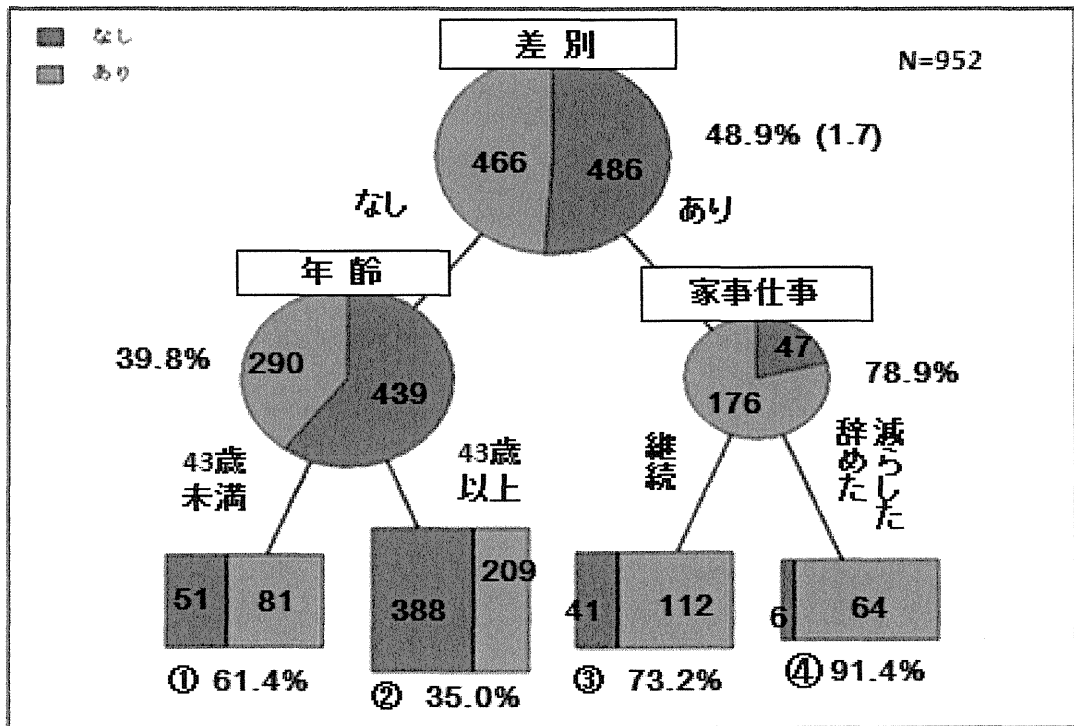 なし
あり
差別
N=952
466
486
48.9% (1.7)
なし
あり
年齢
家事仕事
39.8%
290
439
47
176
78.9%
43歳
未満
43歳
以上
継続
減らした
辞めた
51
81
388
209
41
112
6
64
① 61.4%
② 35.0%
③ 73.2%
④ 91.4%